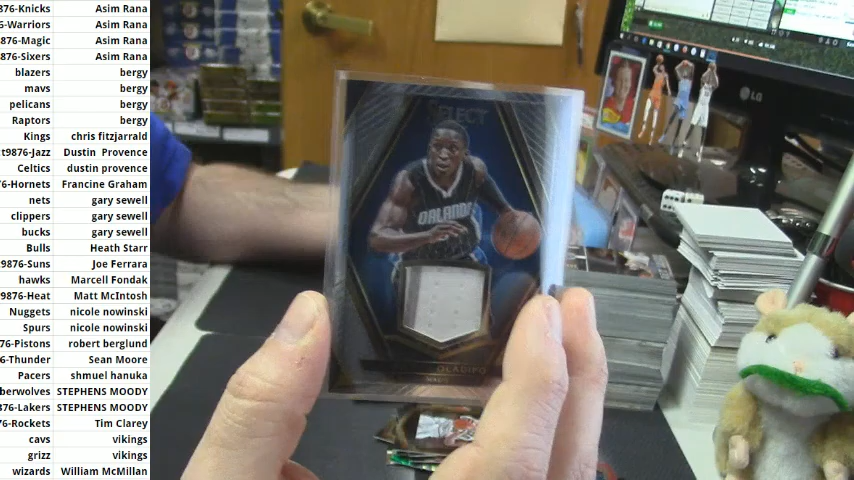 876-Knicks Asim Rana
6-Warriors Asim Rana
9876-Magic Asim Rana
876-Sixers Asim Rana
blazers bergy
mavs bergy
pelicans bergy
Raptors bergy
Kings chris fitzjarrald
t9876-Jazz Dustin Provence
Celtics dustin provence
76-Hornets Francine Graham
nets gary sewell
clippers gary sewell
bucks gary sewell
Bulls Heath Starr
t9876-Suns Joe Ferrara
hawks Marcell Fondak
9876-Heat Matt McIntosh
Nuggets nicole nowinski
Spurs nicole nowinski
76-Pistons robert berglund
6-Thunder Sean Moore
Pacers shmuel hanuka
berwolves STEPHENS MOODY
876-Lakers STEPHENS MOODY
76-Rockets Tim Clarey
cavs vikings
grizz vikings
wizards William McMillan
SELECT
ORLANDO
OLADIPO
LG